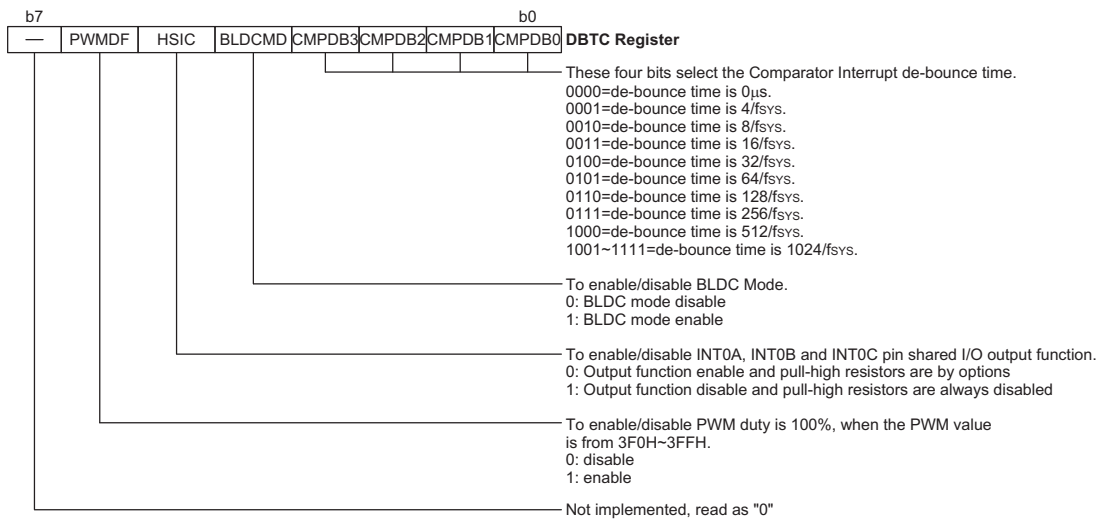 b7 b0
— PWMDF HSIC BLDCMD CMPDB3 CMPDB2 CMPDB1 CMPDB0 DBTC Register
These four bits select the Comparator Interrupt de-bounce time.
0000=de-bounce time is 0μs.
0001=de-bounce time is 4/fSYS.
0010=de-bounce time is 8/fSYS.
0011=de-bounce time is 16/fSYS.
0100=de-bounce time is 32/fSYS.
0101=de-bounce time is 64/fSYS.
0110=de-bounce time is 128/fSYS.
0111=de-bounce time is 256/fSYS.
1000=de-bounce time is 512/fSYS.
1001~1111=de-bounce time is 1024/fSYS.
To enable/disable BLDC Mode.
0: BLDC mode disable
1: BLDC mode enable
To enable/disable INT0A, INT0B and INT0C pin shared I/O output function.
0: Output function enable and pull-high resistors are by options
1: Output function disable and pull-high resistors are always disabled
To enable/disable PWM duty is 100%, when the PWM value
is from 3F0H~3FFH.
0: disable
1: enable
Not implemented, read as "0"